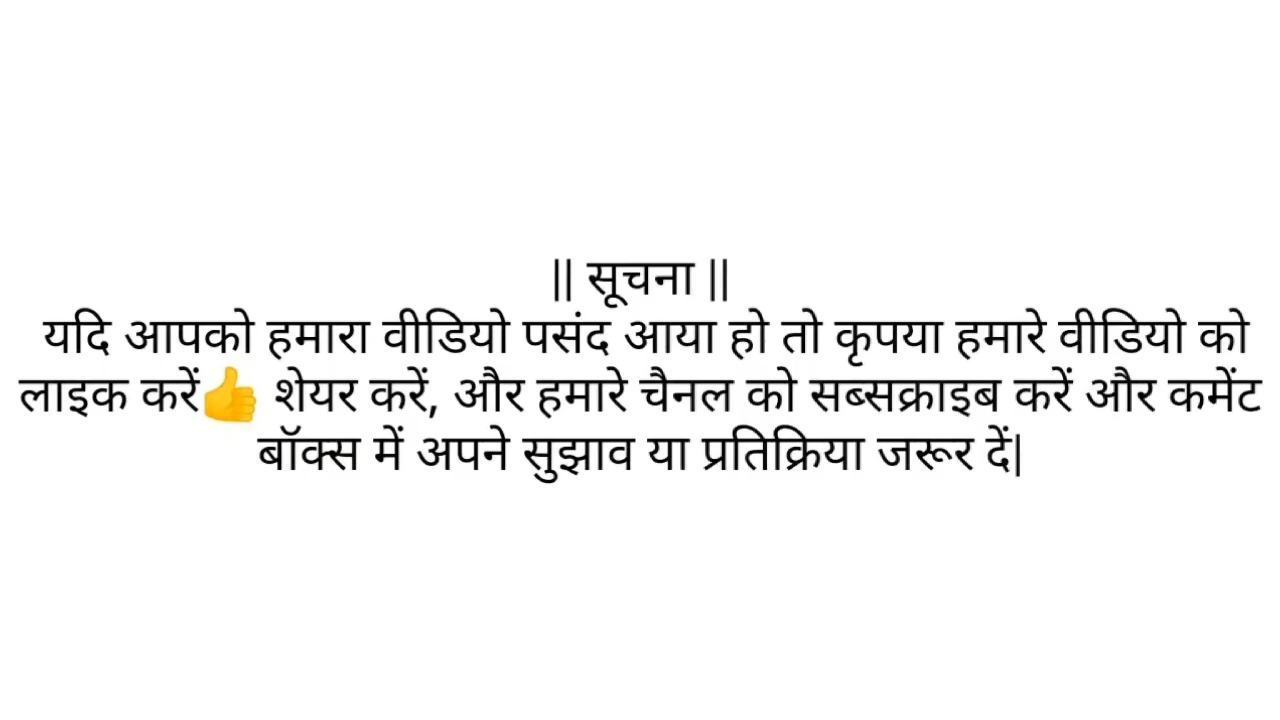 || सूचना ||
यदि आपको हमारा वीडियो पसंद आया हो तो कृपया हमारे वीडियो को
लाइक करें👍 शेयर करें, और हमारे चैनल को सब्सक्राइब करें और कमेंट
बॉक्स में अपने सुझाव या प्रतिक्रिया जरूर दें|